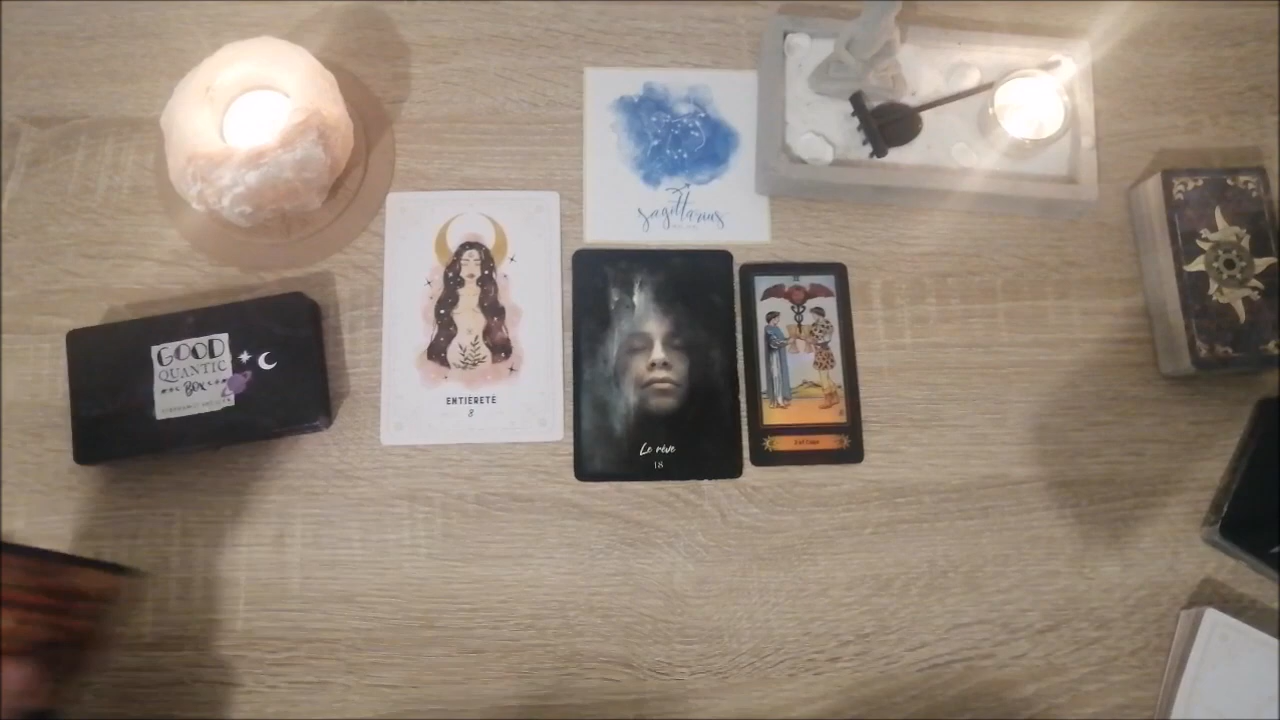 sagittarius
GOOD
QUANTIC
BOX
ENTIÈRETÉ
8
Le rêve
18
2 of Cups